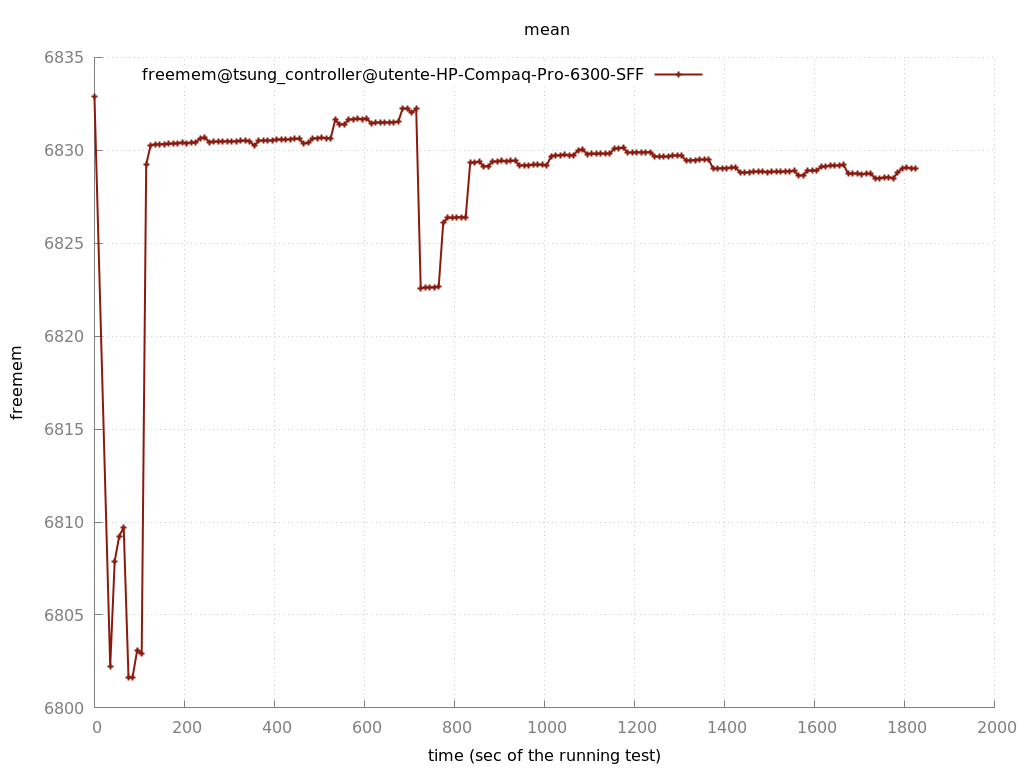 mean
freemem@tsung_controller@utente-HP-Compaq-Pro-6300-SFF
6835
6830
6825
6820
6815
6810
6805
6800
freemem
0 200 400 600 800 1000 1200 1400 1600 1800 2000
time (sec of the running test)